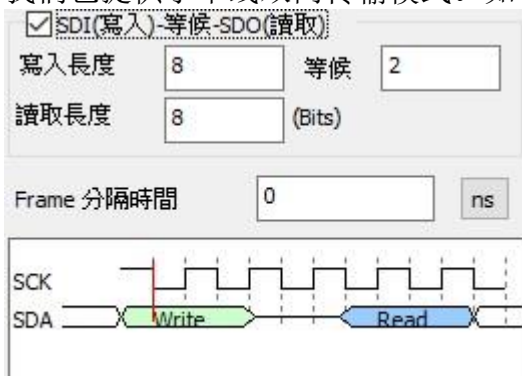 SDI(寫入)-等候-SDO(讀取)
寫入長度 8 等候 2
讀取長度 8 (Bits)
Frame 分隔時間 0 ns
SCK
SDA Write Read